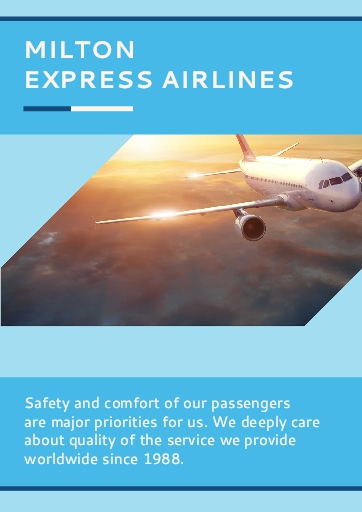 MILTON
EXPRESS AIRLINES
Safety and comfort of our passengers
are major priorities for us. We deeply care
about quality of the service we provide
worldwide since 1988.